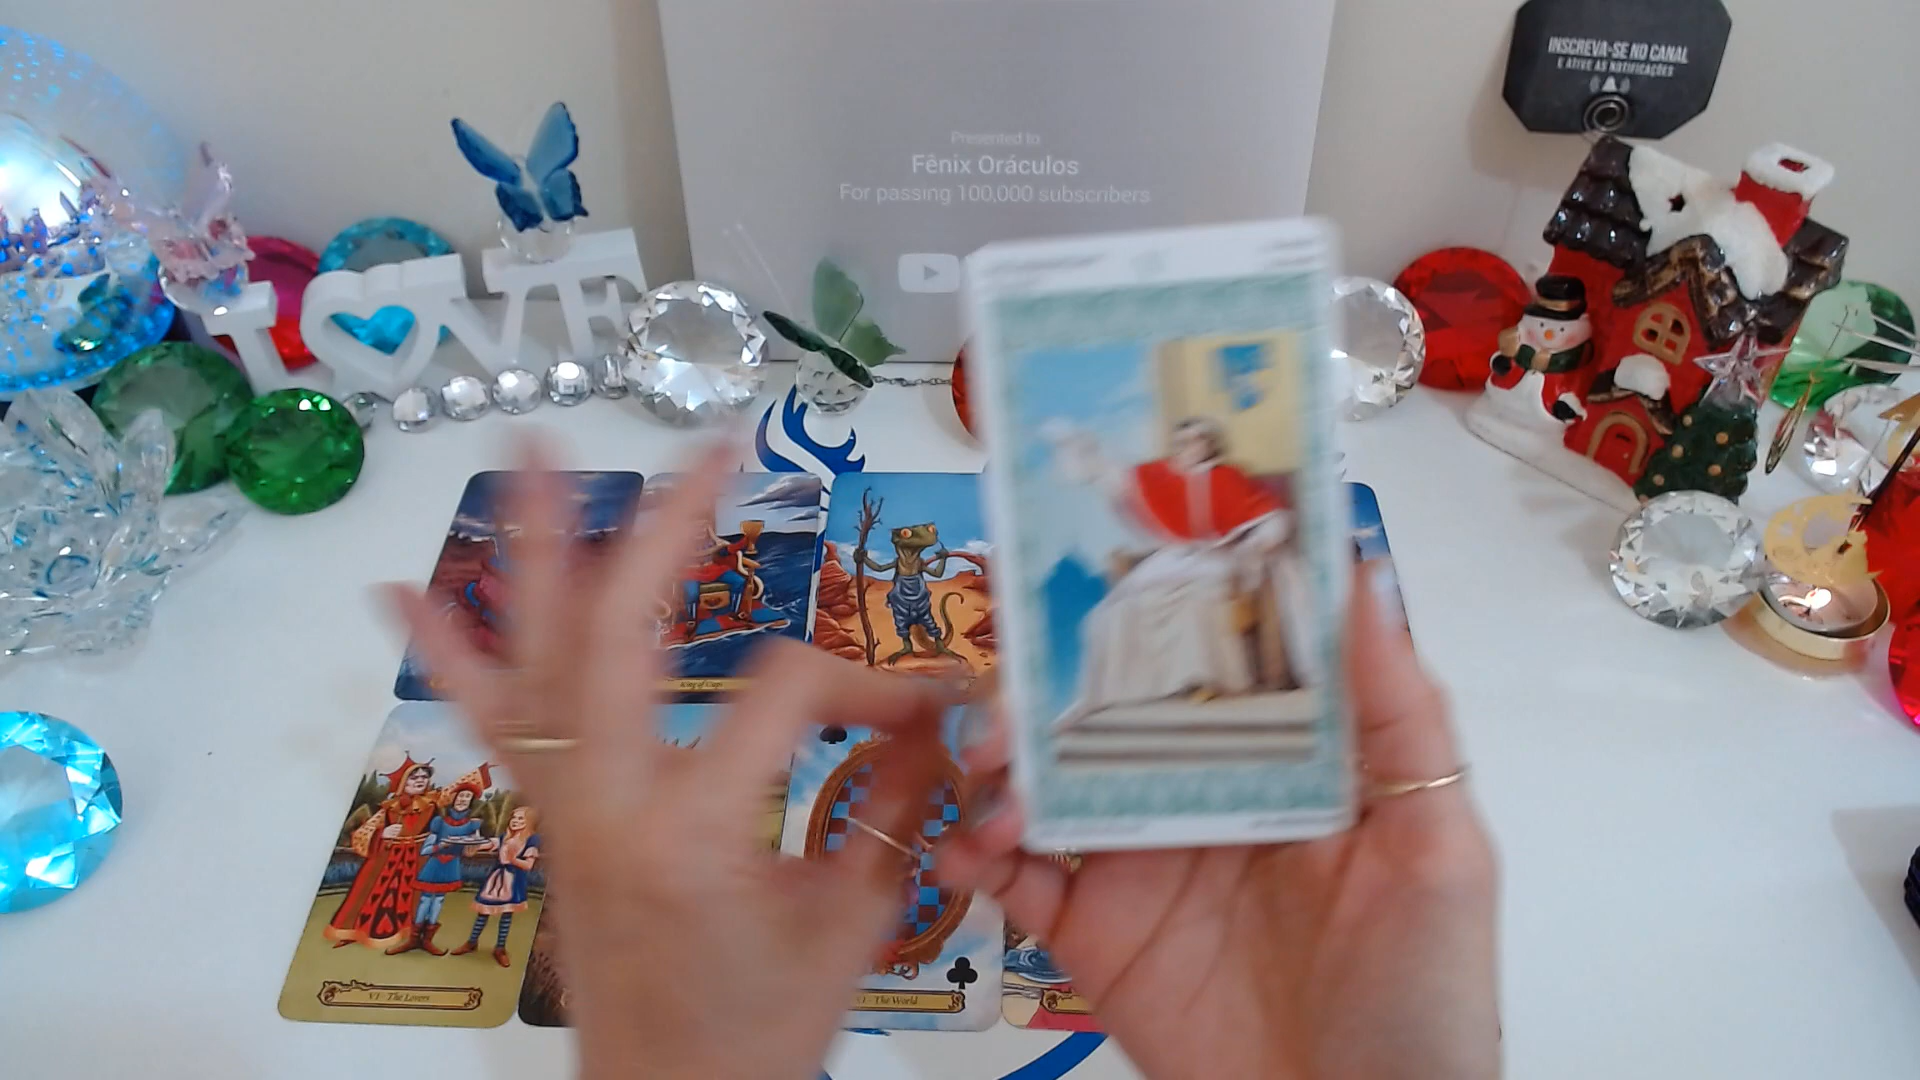 INSCREVA-SE NO CANAL
E ATIVE AS NOTIFICAÇÕES
Presented to
Fênix Oráculos
For passing 100,000 subscribers
LOVE
King of Cups
VI - The Lovers
The World